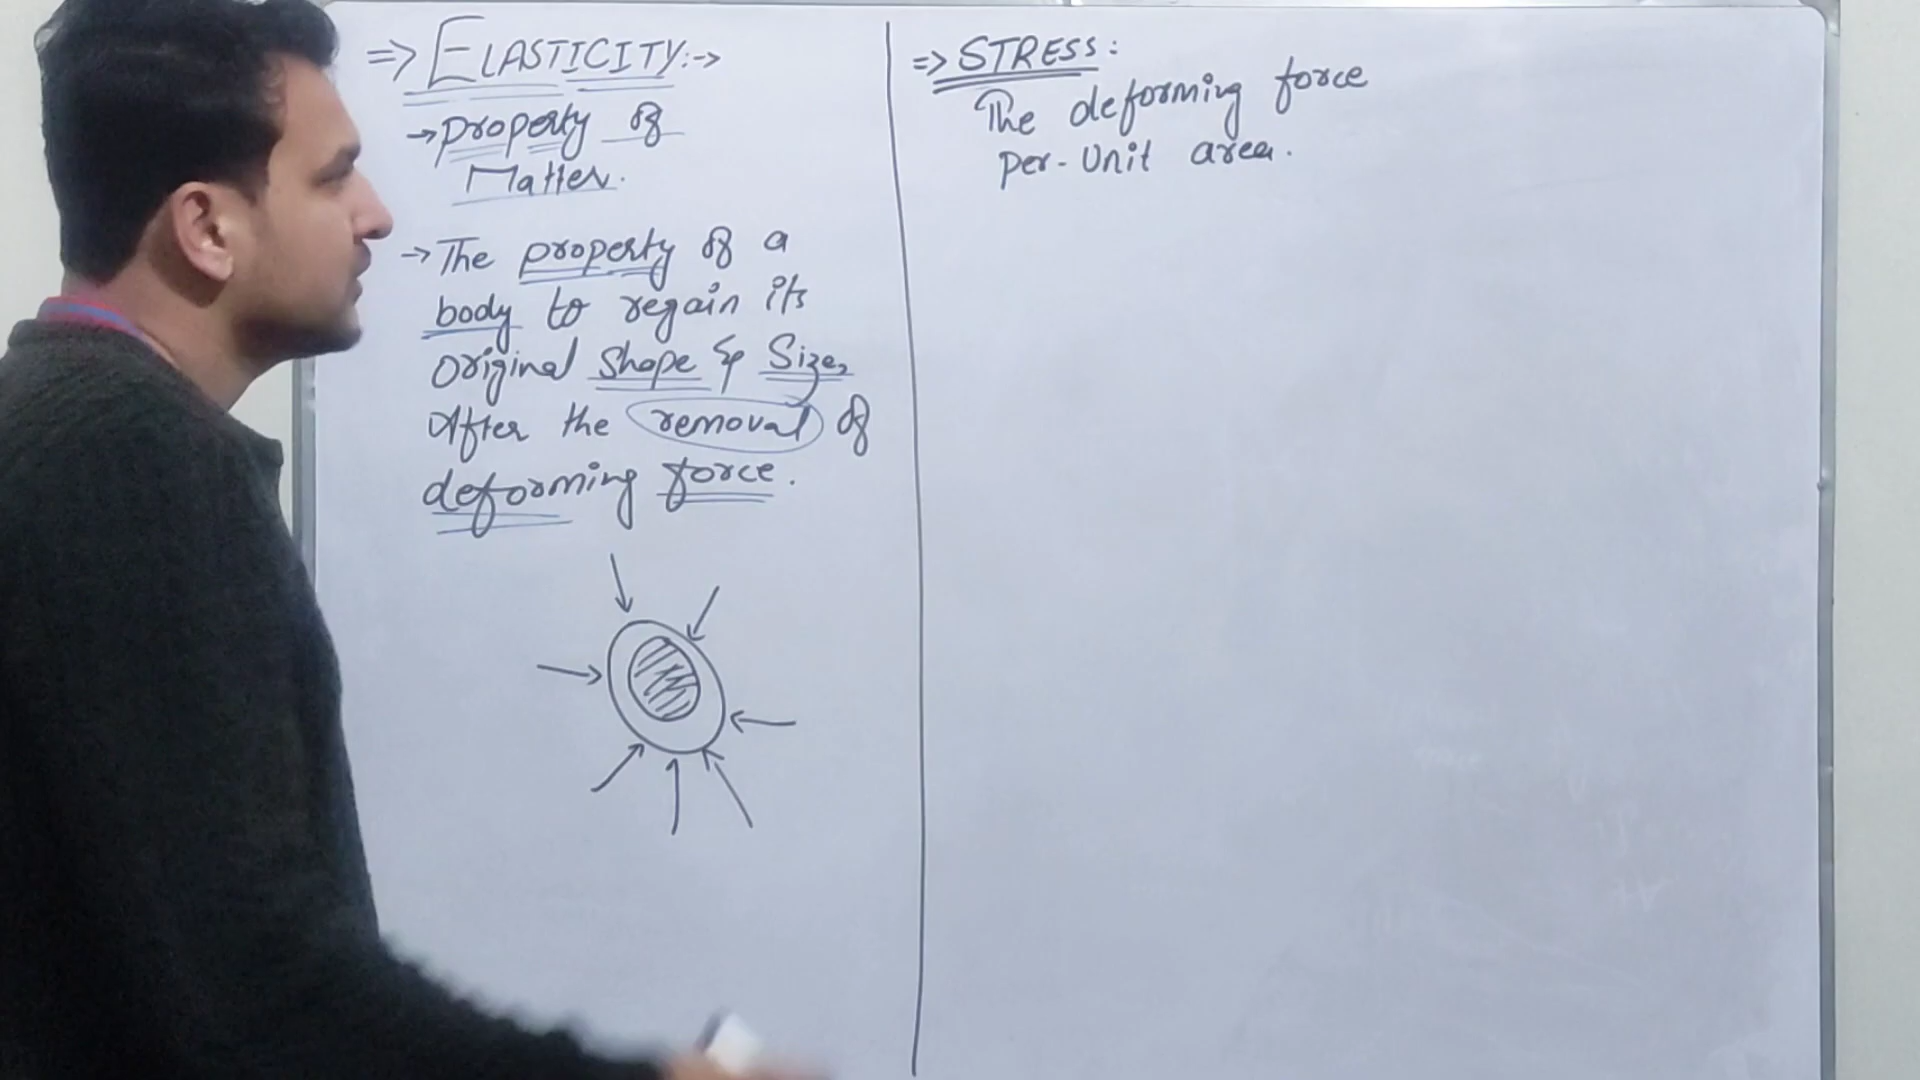 => ELASTICITY:->
→ property of
Matter.
→ The property of a
body to regain its
original shape & size,
After the removal of
deforming force.
=> STRESS:
The deforming force
per-unit area.